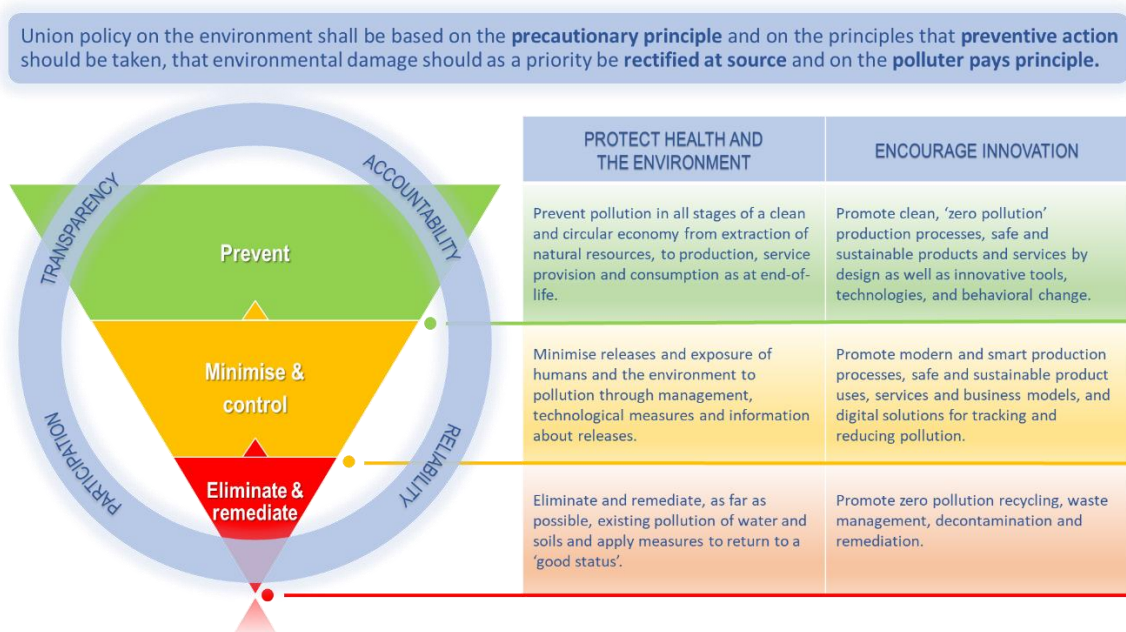 Union policy on the environment shall be based on the precautionary principle and on the principles that preventive action
should be taken, that environmental damage should as a priority be rectified at source and on the polluter pays principle.
TRANSPARENCY
ACCOUNTABILITY
PARTICIPATION
RELIABILITY
Prevent
Minimise &
control
Eliminate &
remediate
PROTECT HEALTH AND
THE ENVIRONMENT
ENCOURAGE INNOVATION
Prevent pollution in all stages of a clean
and circular economy from extraction of
natural resources, to production, service
provision and consumption as at end-of-
life.
Promote clean, ‘zero pollution’
production processes, safe and
sustainable products and services by
design as well as innovative tools,
technologies, and behavioral change.
Minimise releases and exposure of
humans and the environment to
pollution through management,
technological measures and information
about releases.
Promote modern and smart production
processes, safe and sustainable product
uses, services and business models, and
digital solutions for tracking and
reducing pollution.
Eliminate and remediate, as far as
possible, existing pollution of water and
soils and apply measures to return to a
‘good status’.
Promote zero pollution recycling, waste
management, decontamination and
remediation.